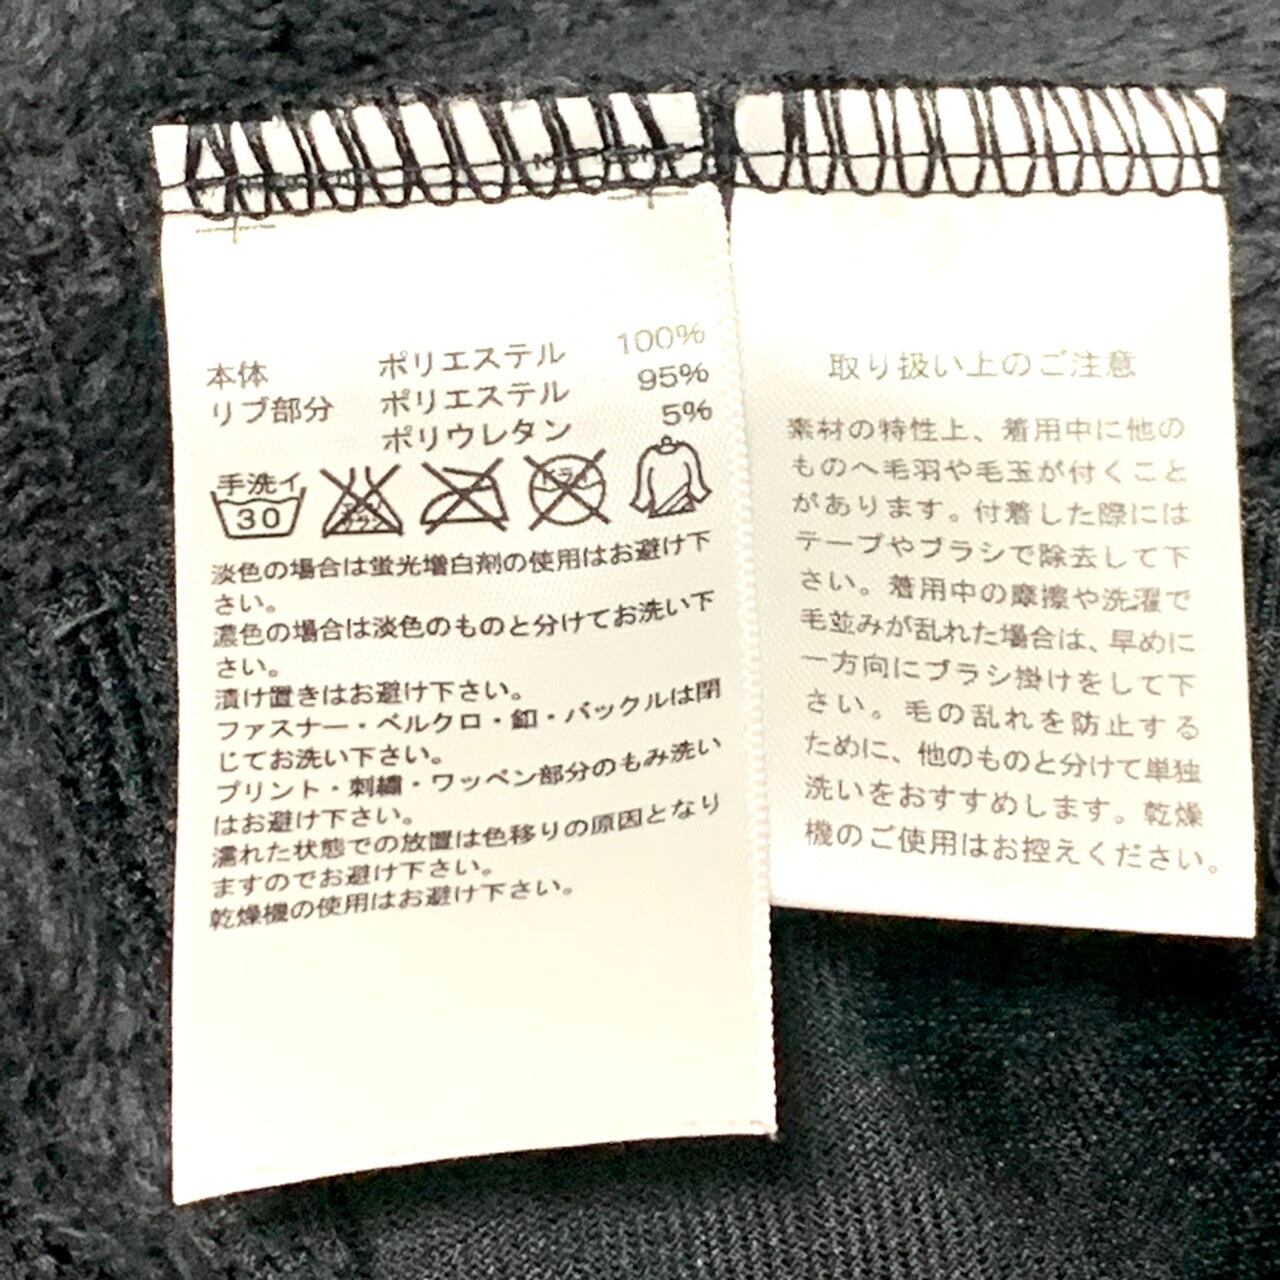 本体 ポリエステル 100%
リブ部分 ポリエステル 95%
ポリウレタン 5%
手洗イ
30
淡色の場合は蛍光増白剤の使用はお避け下
さい。
濃色の場合は淡色のものと分けてお洗い下
さい。
漬け置きはお避け下さい。
ファスナー・ベルクロ・釦・バックルは閉
じてお洗い下さい。
プリント・刺繍・ワッペン部分のもみ洗い
はお避け下さい。
濡れた状態での放置は色移りの原因となり
ますのでお避け下さい。
乾燥機の使用はお避け下さい。
取り扱い上のご注意
素材の特性上、着用中に他の
ものへ毛羽や毛玉が付くこと
があります。付着した際には
テープやブラシで除去して下
さい。着用中の摩擦や洗濯で
毛並みが乱れた場合は、早めに
一方向にブラシ掛けをして下
さい。毛の乱れを防止する
ために、他のものと分けて単独
洗いをおすすめします。乾燥
機のご使用はお控えください。